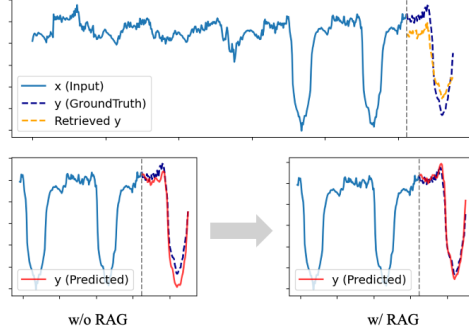 x (Input)
y (GroundTruth)
Retrieved y
y (Predicted)
y (Predicted)
w/o RAG
w/ RAG